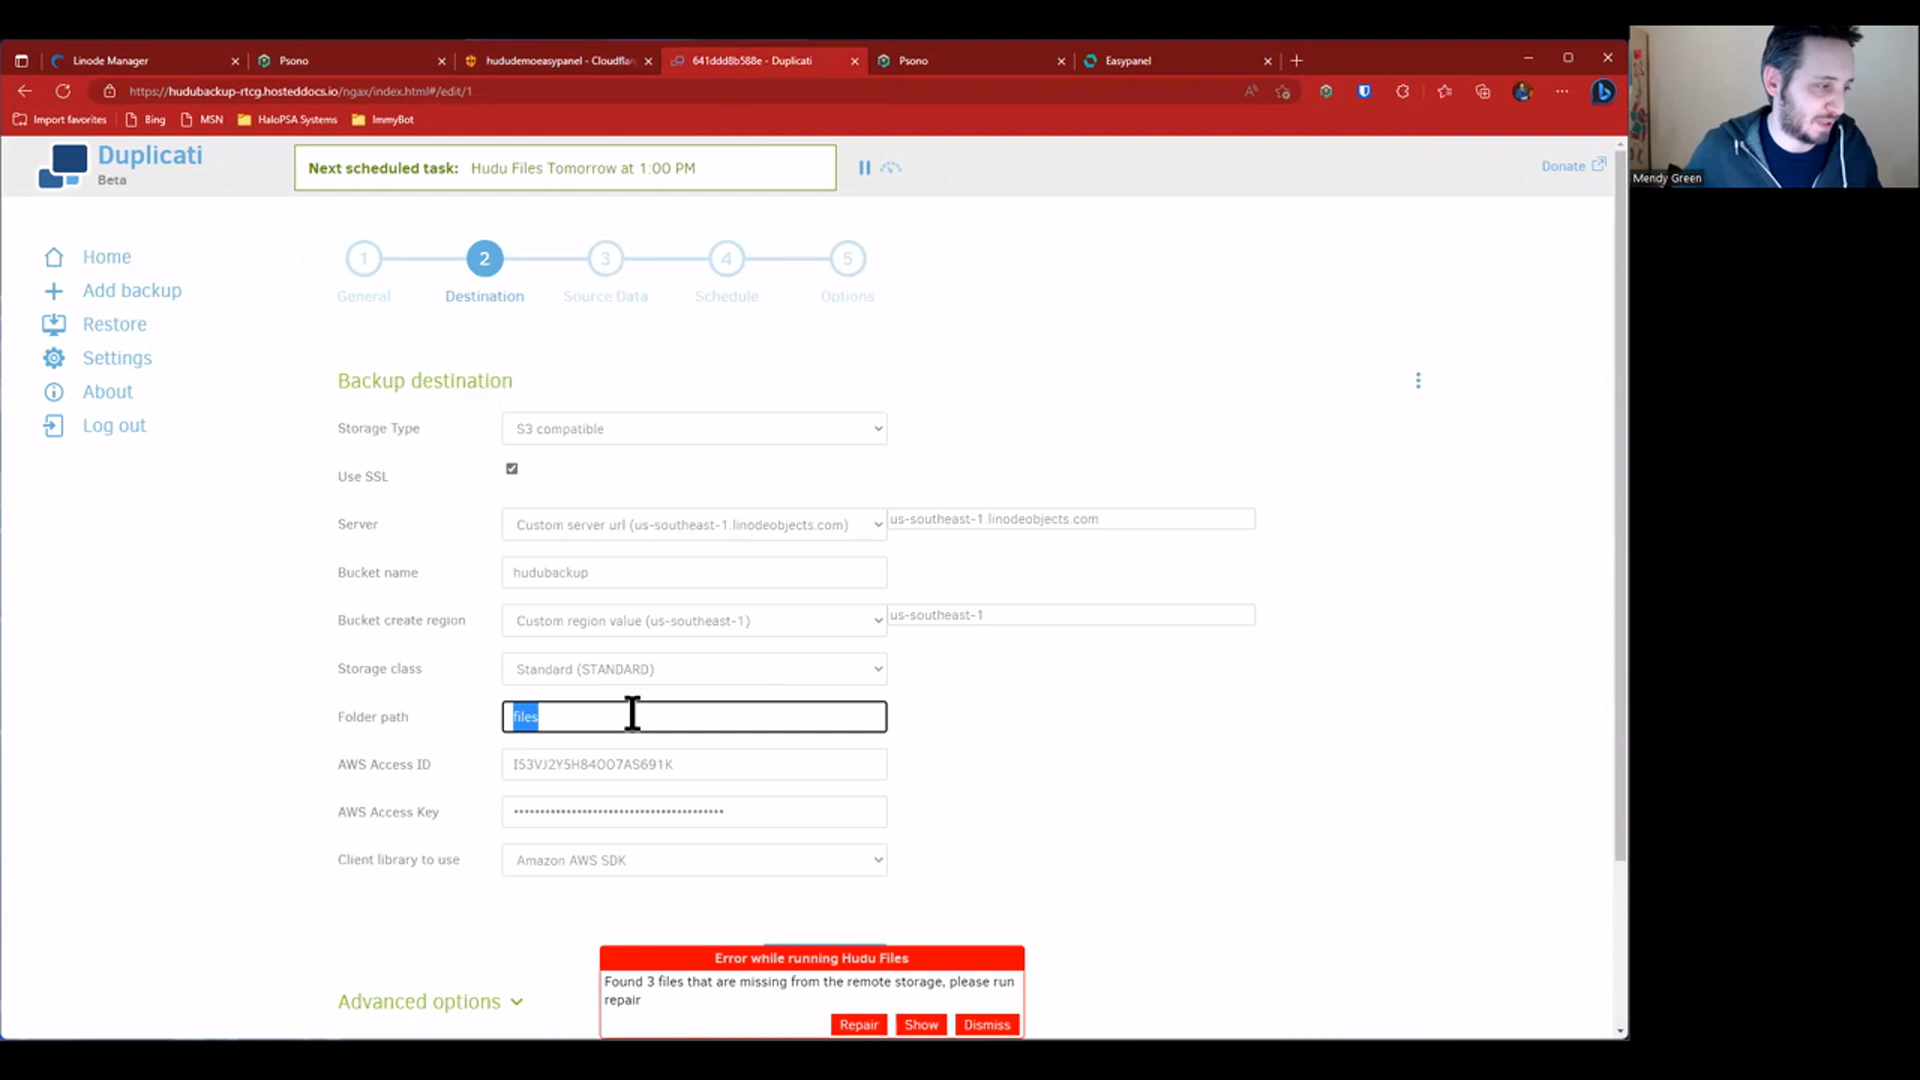 Linode Manager
Psono
hududemoeasypanel - Cloudflar
641ddd8b588e - Duplicati
Psono
Easypanel
https://hudubackup-rtcg.hosteddocs.io/ngax/index.html#/edit/1
Import favorites
Bing
MSN
HaloPSA Systems
ImmyBot
Mendy Green
Duplicati
Beta
Next scheduled task: Hudu Files Tomorrow at 1:00 PM
Donate
Home
Add backup
Restore
Settings
About
Log out
1
2
3
4
5
General
Destination
Source Data
Schedule
Options
Backup destination
Storage Type
S3 compatible
Use SSL
Server
Custom server url (us-southeast-1.linodeobjects.com)
us-southeast-1.linodeobjects.com
Bucket name
hudubackup
Bucket create region
Custom region value (us-southeast-1)
us-southeast-1
Storage class
Standard (STANDARD)
Folder path
files
AWS Access ID
I53VJ2Y5H84OO7AS691K
AWS Access Key
Client library to use
Amazon AWS SDK
Advanced options
Error while running Hudu Files
Found 3 files that are missing from the remote storage, please run
repair
Repair
Show
Dismiss